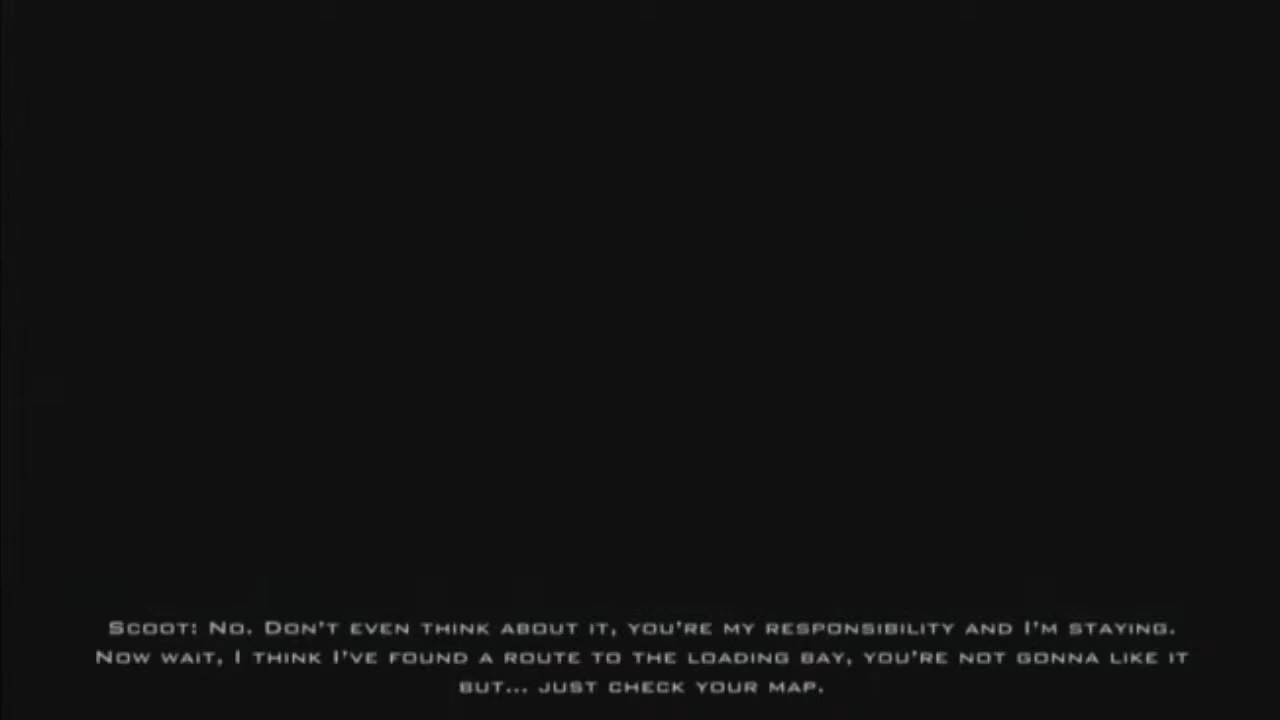 Scoot: No. Don't even think about it, you're my responsibility and I'm staying.
Now wait, I think I've found a route to the loading bay, you're not gonna like it
but... just check your map.